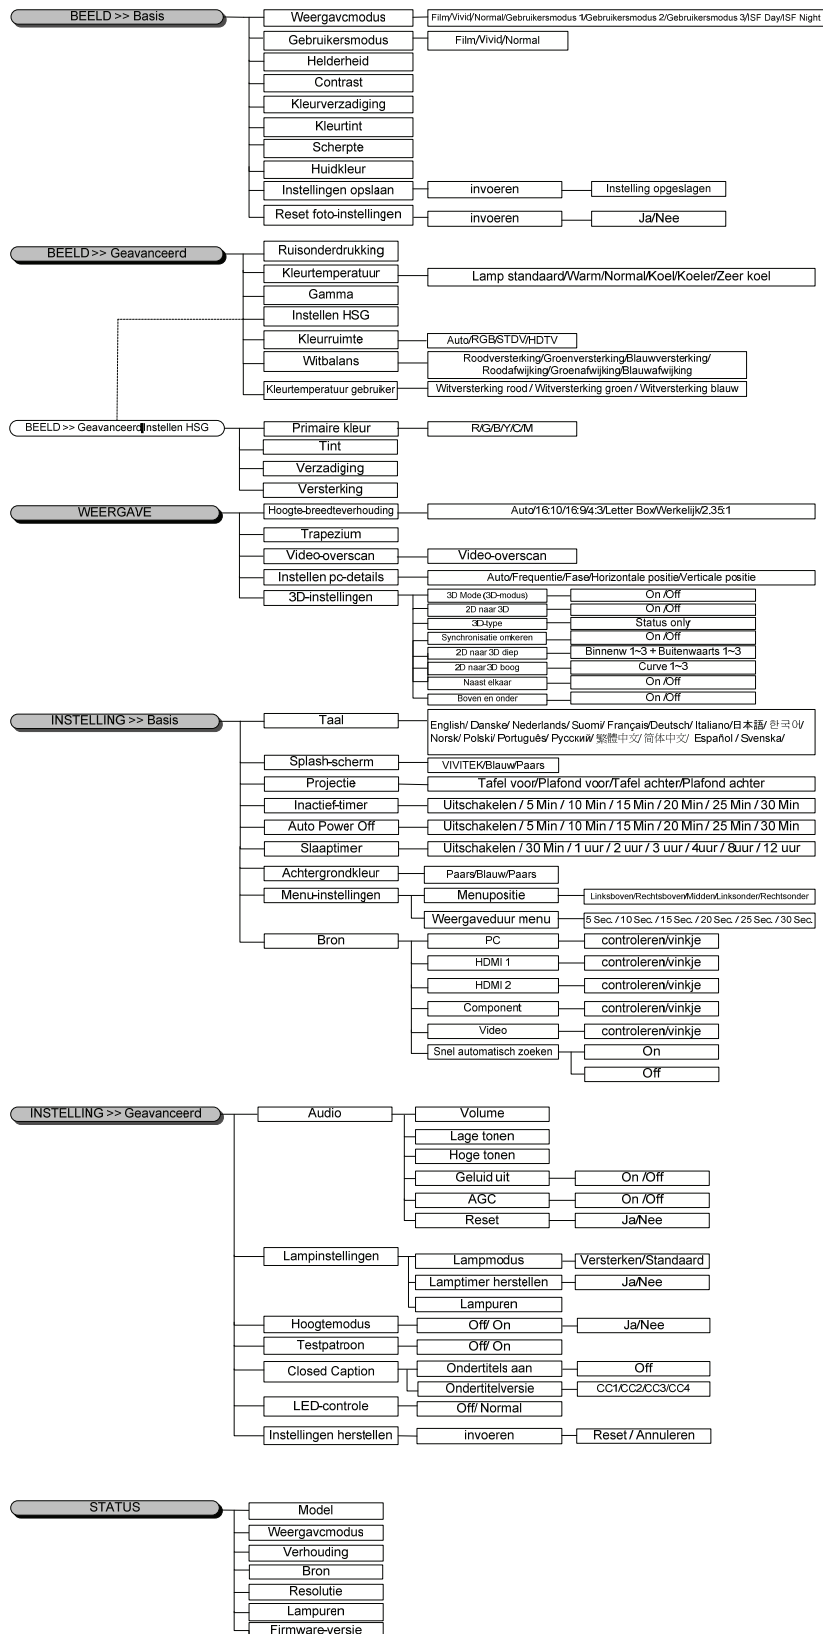 BEELD >> Basis
Weergavcmodus
Film/Vivid/Normal/Gebruikersmodus 1/Gebruikersmodus 2/Gebruikersmodus 3/ISF Day/ISF Night
Gebruikersmodus
Film/Vivid/Normal
Helderheid
Contrast
Kleurverzadiging
Kleurtint
Scherpte
Huidkleur
Instellingen opslaan
invoeren
Instelling opgeslagen
Reset foto-instellingen
invoeren
Ja/Nee
BEELD >> Geavanceerd
Ruisonderdrukking
Kleurtemperatuur
Lamp standaard/Warm/Normal/Koel/Koeler/Zeer koel
Gamma
Instellen HSG
Kleurruimte
Auto/RGB/STDV/HDTV
Witbalans
Roodversterking/Groenversterking/Blauwversterking/
Roodafwijking/Groenafwijking/Blauwafwijking
Kleurtemperatuur gebruiker
Witversterking rood / Witversterking groen / Witversterking blauw
BEELD >> Geavanceerd|Instellen HSG
Primaire kleur
R/G/B/Y/C/M
Tint
Verzadiging
Versterking
WEERGAVE
Hoogte-breedteverhouding
Auto/16:10/16:9/4:3/Letter Box/Werkelijk/2.35:1
Trapezium
Video-overscan
Video-overscan
Instellen pc-details
Auto/Frequentie/Fase/Horizontale positie/Verticale positie
3D-instellingen
3D Mode (3D-modus)
On /Off
2D naar 3D
On /Off
3D-type
Status only
Synchronisatie omkeren
On /Off
2D naar 3D diep
Binnenw 1~3 + Buitenwaarts 1~3
2D naar 3D boog
Curve 1~3
Naast elkaar
On /Off
Boven en onder
On /Off
INSTELLING >> Basis
Taal
English/ Danske/ Nederlands/ Suomi/ Français/Deutsch/ Italiano/日本語/ 한국어/
Norsk/ Polski/ Português/ Русский/ 繁體中文/ 简体中文/ Español / Svenska/
Splash-scherm
VIVITEK/Blauw/Paars
Projectie
Tafel voor/Plafond voor/Tafel achter/Plafond achter
Inactief-timer
Uitschakelen / 5 Min / 10 Min / 15 Min / 20 Min / 25 Min / 30 Min
Auto Power Off
Uitschakelen / 5 Min / 10 Min / 15 Min / 20 Min / 25 Min / 30 Min
Slaaptimer
Uitschakelen / 30 Min / 1 uur / 2 uur / 3 uur / 4uur / 8uur / 12 uur
Achtergrondkleur
Paars/Blauw/Paars
Menu-instellingen
Menupositie
Linksboven/Rechtsboven/Midden/Linksonder/Rechtsonder
Weergaveduur menu
5 Sec. / 10 Sec. / 15 Sec. / 20 Sec. / 25 Sec. / 30 Sec.
Bron
PC
controleren/vinkje
HDMI 1
controleren/vinkje
HDMI 2
controleren/vinkje
Component
controleren/vinkje
Video
controleren/vinkje
Snel automatisch zoeken
On
Off
INSTELLING >> Geavanceerd
Audio
Volume
Lage tonen
Hoge tonen
Geluid uit
On /Off
AGC
On /Off
Reset
Ja/Nee
Lampinstellingen
Lampmodus
Versterken/Standaard
Lamptimer herstellen
Ja/Nee
Lampuren
Hoogtemodus
Off/ On
Ja/Nee
Testpatroon
Off/ On
Closed Caption
Ondertitels aan
Off
Ondertitelversie
CC1/CC2/CC3/CC4
LED-controle
Off/ Normal
Instellingen herstellen
invoeren
Reset / Annuleren
STATUS
Model
Weergavcmodus
Verhouding
Bron
Resolutie
Lampuren
Firmware-versie